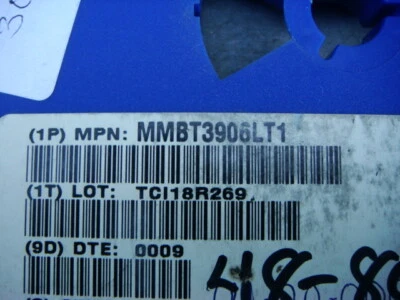 (1P) MPN: MMBT3906LT1
(1T) LOT: TCI18R269
(9D) DTE: 0009